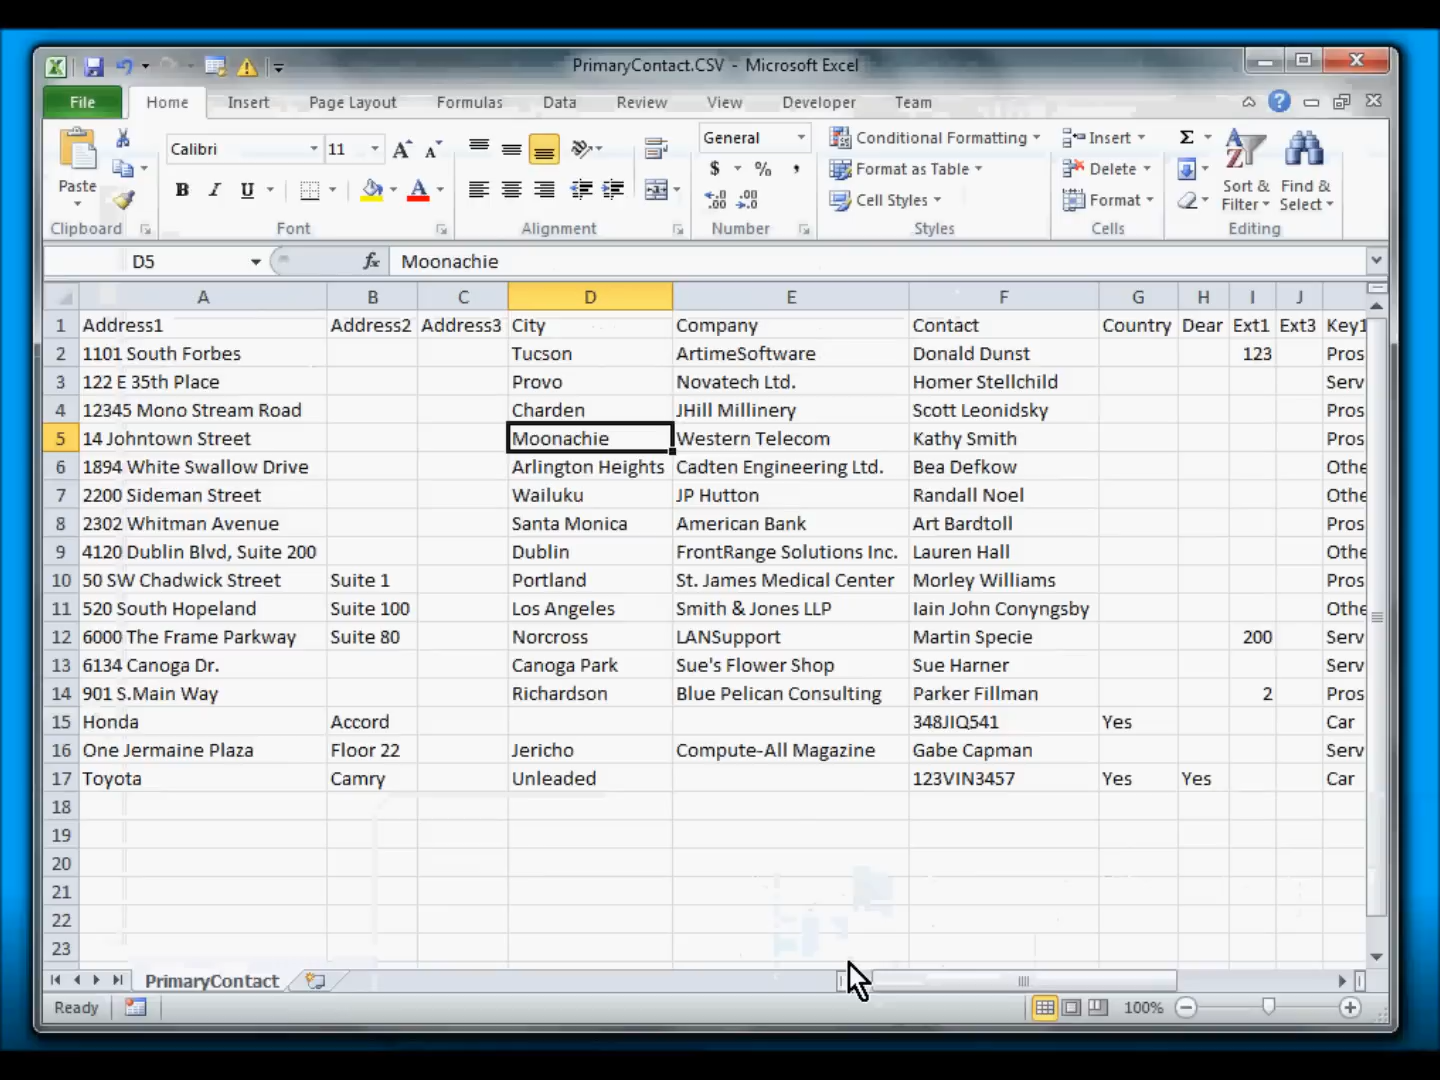 PrimaryContact.CSV - Microsoft Excel
File Home Insert Page Layout Formulas Data Review View Developer Team
Paste
Clipboard
Calibri 11
B I U A
Font
Alignment
General
$ % ,
Number
Conditional Formatting
Format as Table
Cell Styles
Styles
Insert
Delete
Format
Cells
Σ
Sort & Filter
Find & Select
Editing
D5 fx Moonachie
A B C D E F G H I J
1 Address1 Address2 Address3 City Company Contact Country Dear Ext1 Ext3 Key1
2 1101 South Forbes Tucson ArtimeSoftware Donald Dunst 123 Pros
3 122 E 35th Place Provo Novatech Ltd. Homer Stellchild Serv
4 12345 Mono Stream Road Charden JHill Millinery Scott Leonidsky Pros
5 14 Johntown Street Moonachie Western Telecom Kathy Smith Pros
6 1894 White Swallow Drive Arlington Heights Cadten Engineering Ltd. Bea Defkow Othe
7 2200 Sideman Street Wailuku JP Hutton Randall Noel Othe
8 2302 Whitman Avenue Santa Monica American Bank Art Bardtoll Pros
9 4120 Dublin Blvd, Suite 200 Dublin FrontRange Solutions Inc. Lauren Hall Othe
10 50 SW Chadwick Street Suite 1 Portland St. James Medical Center Morley Williams Pros
11 520 South Hopeland Suite 100 Los Angeles Smith & Jones LLP Iain John Conyngsby Othe
12 6000 The Frame Parkway Suite 80 Norcross LANSupport Martin Specie 200 Serv
13 6134 Canoga Dr. Canoga Park Sue's Flower Shop Sue Harner Serv
14 901 S.Main Way Richardson Blue Pelican Consulting Parker Fillman 2 Pros
15 Honda Accord 348JIQ541 Yes Car
16 One Jermaine Plaza Floor 22 Jericho Compute-All Magazine Gabe Capman Serv
17 Toyota Camry Unleaded 123VIN3457 Yes Yes Car
18
19
20
21
22
23
PrimaryContact
Ready 100%